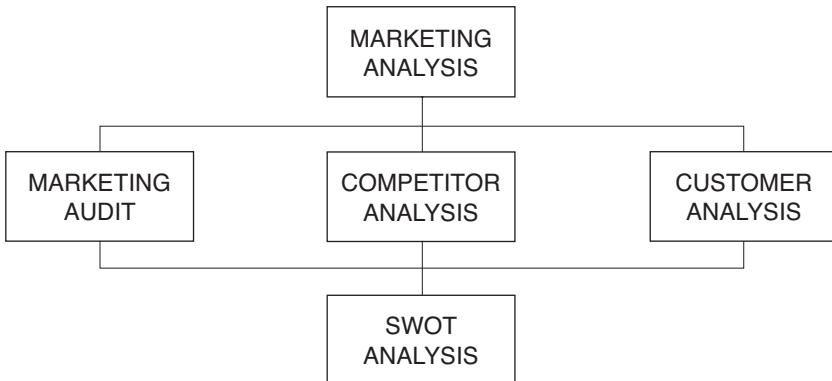 MARKETING
ANALYSIS
MARKETING
AUDIT
COMPETITOR
ANALYSIS
CUSTOMER
ANALYSIS
SWOT
ANALYSIS